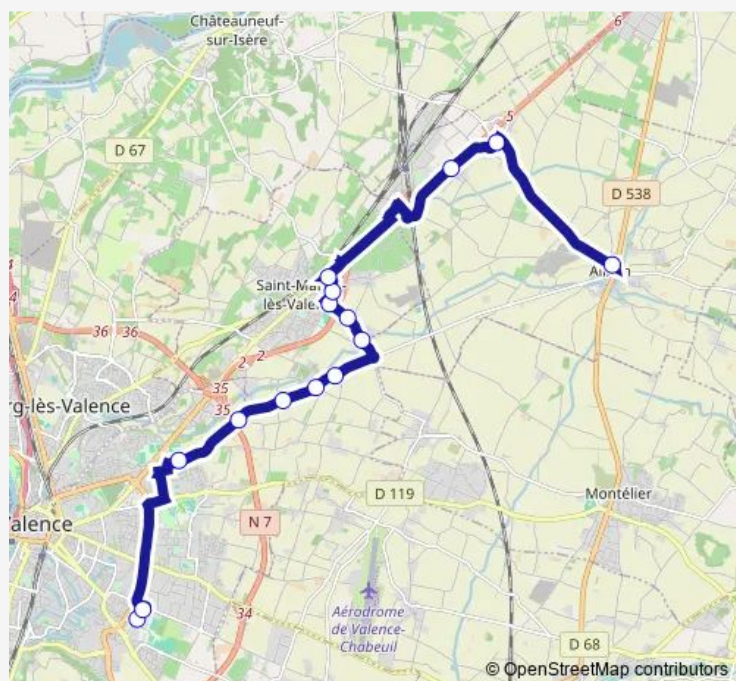 Châteauneuf-
sur-Isère
6
D 67
5
D 538
Saint-Ma
lès-Vale
36
36
2
2
35
35
rg-lès-Valence
D 119
Montélier
Valence
N 7
34
Aérodrome
de Valence-
Chabeuil
D 68
© OpenStreetMap contributors